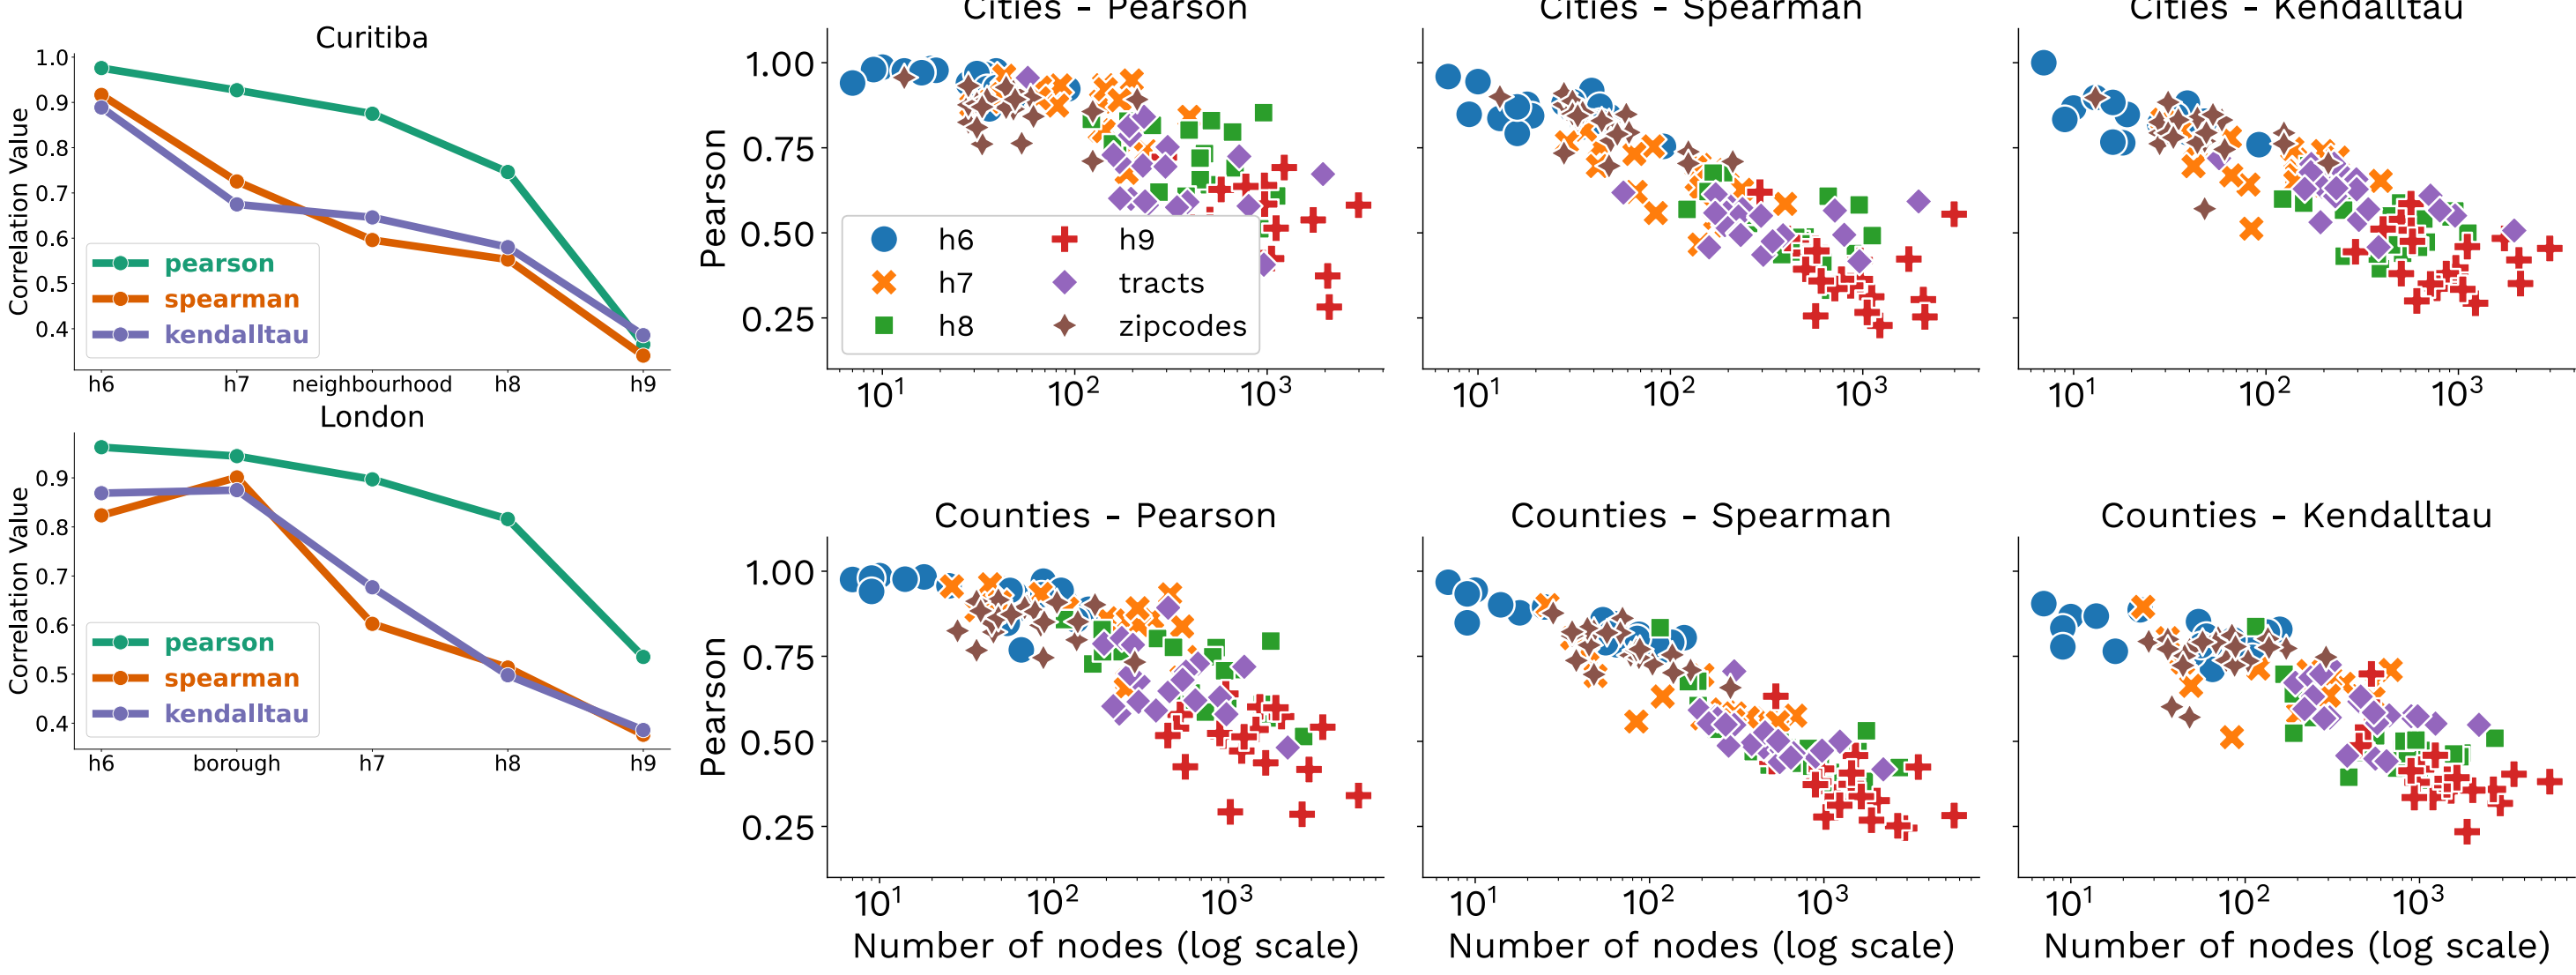 Curitiba
Correlation Value
1.0
0.9
0.8
0.7
0.6
0.5
0.4
pearson
spearman
kendalltau
h6 h7 neighbourhood h8 h9
London
Correlation Value
0.9
0.8
0.7
0.6
0.5
0.4
pearson
spearman
kendalltau
h6 borough h7 h8 h9
Cities - Pearson
Cities - Spearman
Cities - Kendalltau
Pearson
1.00
0.75
0.50
0.25
h6 h9
h7 tracts
h8 zipcodes
10¹ 10² 10³
10¹ 10² 10³
10¹ 10² 10³
Counties - Pearson
Counties - Spearman
Counties - Kendalltau
Pearson
1.00
0.75
0.50
0.25
10¹ 10² 10³
10¹ 10² 10³
10¹ 10² 10³
Number of nodes (log scale)
Number of nodes (log scale)
Number of nodes (log scale)